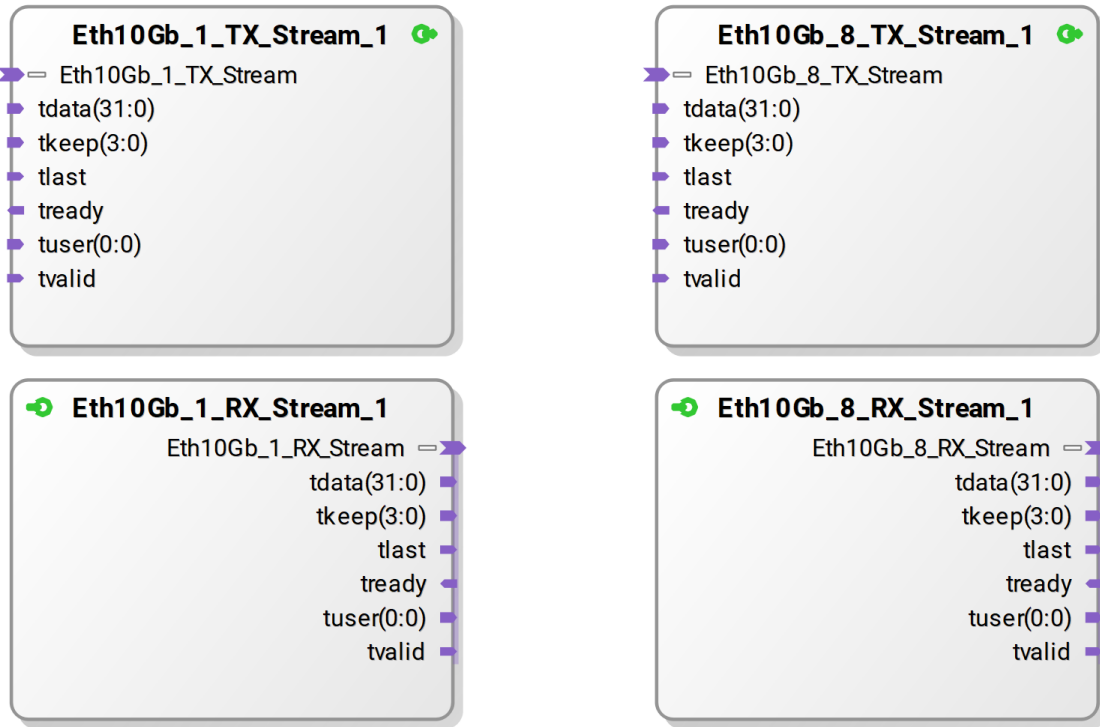 Eth10Gb_1_TX_Stream_1
Eth10Gb_1_TX_Stream
tdata(31:0)
tkeep(3:0)
tlast
tready
tuser(0:0)
tvalid
Eth10Gb_8_TX_Stream_1
Eth10Gb_8_TX_Stream
tdata(31:0)
tkeep(3:0)
tlast
tready
tuser(0:0)
tvalid
Eth10Gb_1_RX_Stream_1
Eth10Gb_1_RX_Stream
tdata(31:0)
tkeep(3:0)
tlast
tready
tuser(0:0)
tvalid
Eth10Gb_8_RX_Stream_1
Eth10Gb_8_RX_Stream
tdata(31:0)
tkeep(3:0)
tlast
tready
tuser(0:0)
tvalid